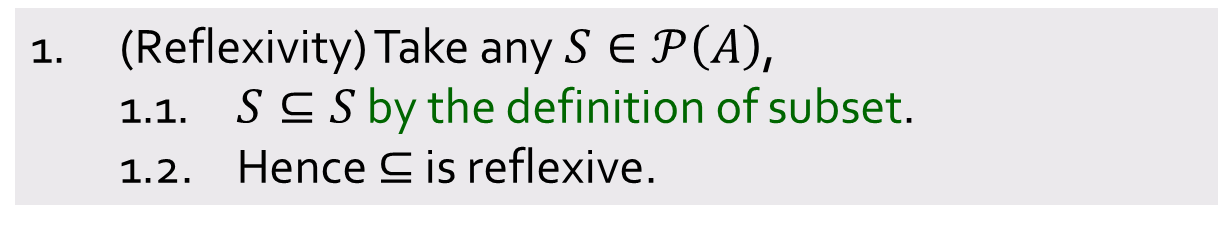 1. (Reflexivity) Take any 𝑆 ∈ 𝒫(𝐴),
1.1. 𝑆 ⊆ 𝑆 by the definition of subset.
1.2. Hence ⊆ is reflexive.